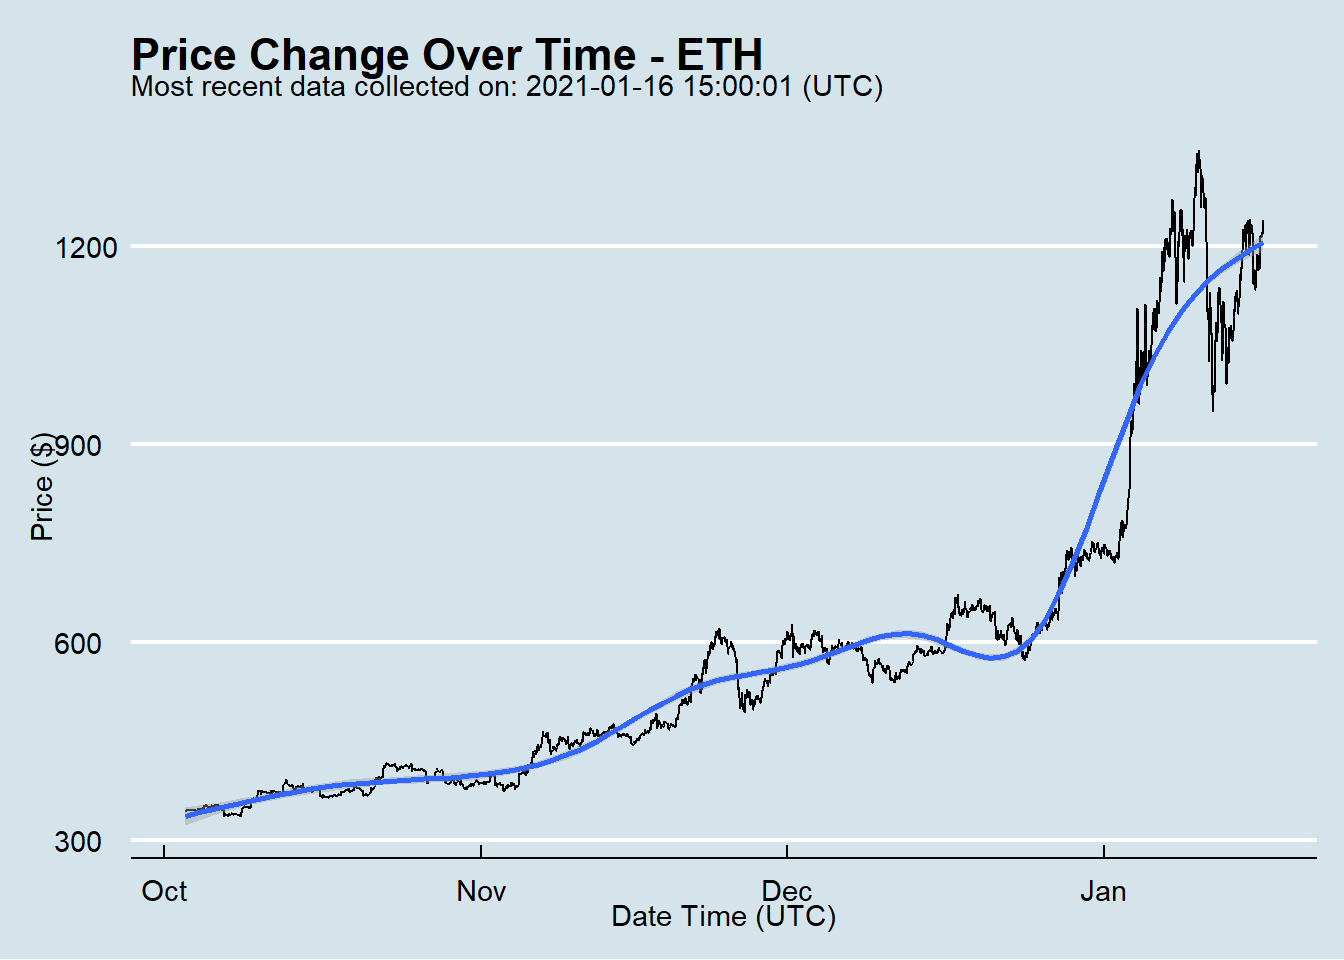 Price Change Over Time - ETH
Most recent data collected on: 2021-01-16 15:00:01 (UTC)
Price ($)
1200
900
600
300
Oct Nov Dec Jan
Date Time (UTC)